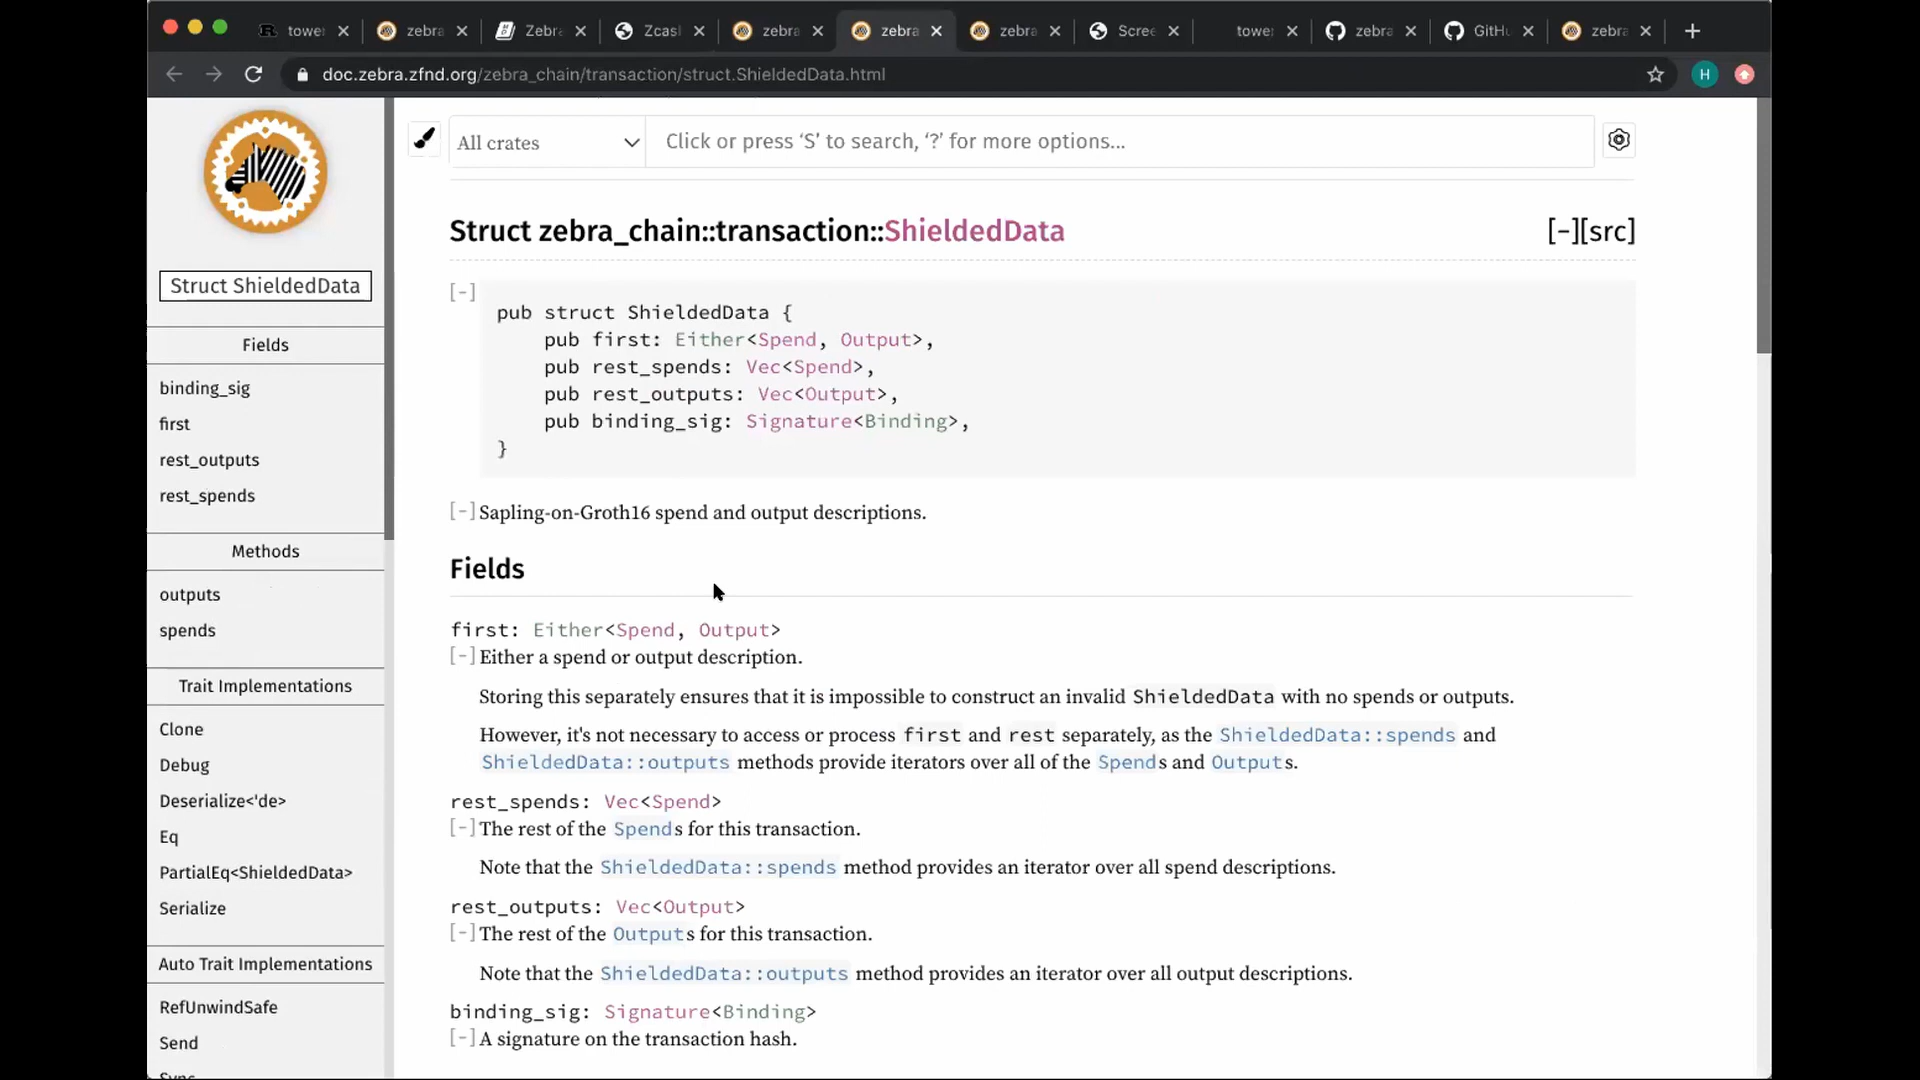 tower
zebra
Zebra
Zcas
zebra
zebra
zebra
Scree
tower
zebra
GitHu
zebra
doc.zebra.zfnd.org/zebra_chain/transaction/struct.ShieldedData.html
H
Struct ShieldedData
Fields
binding_sig
first
rest_outputs
rest_spends
Methods
outputs
spends
Trait Implementations
Clone
Debug
Deserialize<'de>
Eq
PartialEq<ShieldedData>
Serialize
Auto Trait Implementations
RefUnwindSafe
Send
Sync
All crates
Click or press ‘S’ to search, ‘?’ for more options…
Struct zebra_chain::transaction::ShieldedData
[-][src]
[-]
pub struct ShieldedData {
pub first: Either<Spend, Output>,
pub rest_spends: Vec<Spend>,
pub rest_outputs: Vec<Output>,
pub binding_sig: Signature<Binding>,
}
[-] Sapling-on-Groth16 spend and output descriptions.
Fields
first: Either<Spend, Output>
[-] Either a spend or output description.
Storing this separately ensures that it is impossible to construct an invalid ShieldedData with no spends or outputs.
However, it's not necessary to access or process first and rest separately, as the ShieldedData::spends and
ShieldedData::outputs methods provide iterators over all of the Spends and Outputs.
rest_spends: Vec<Spend>
[-] The rest of the Spends for this transaction.
Note that the ShieldedData::spends method provides an iterator over all spend descriptions.
rest_outputs: Vec<Output>
[-] The rest of the Outputs for this transaction.
Note that the ShieldedData::outputs method provides an iterator over all output descriptions.
binding_sig: Signature<Binding>
[-] A signature on the transaction hash.